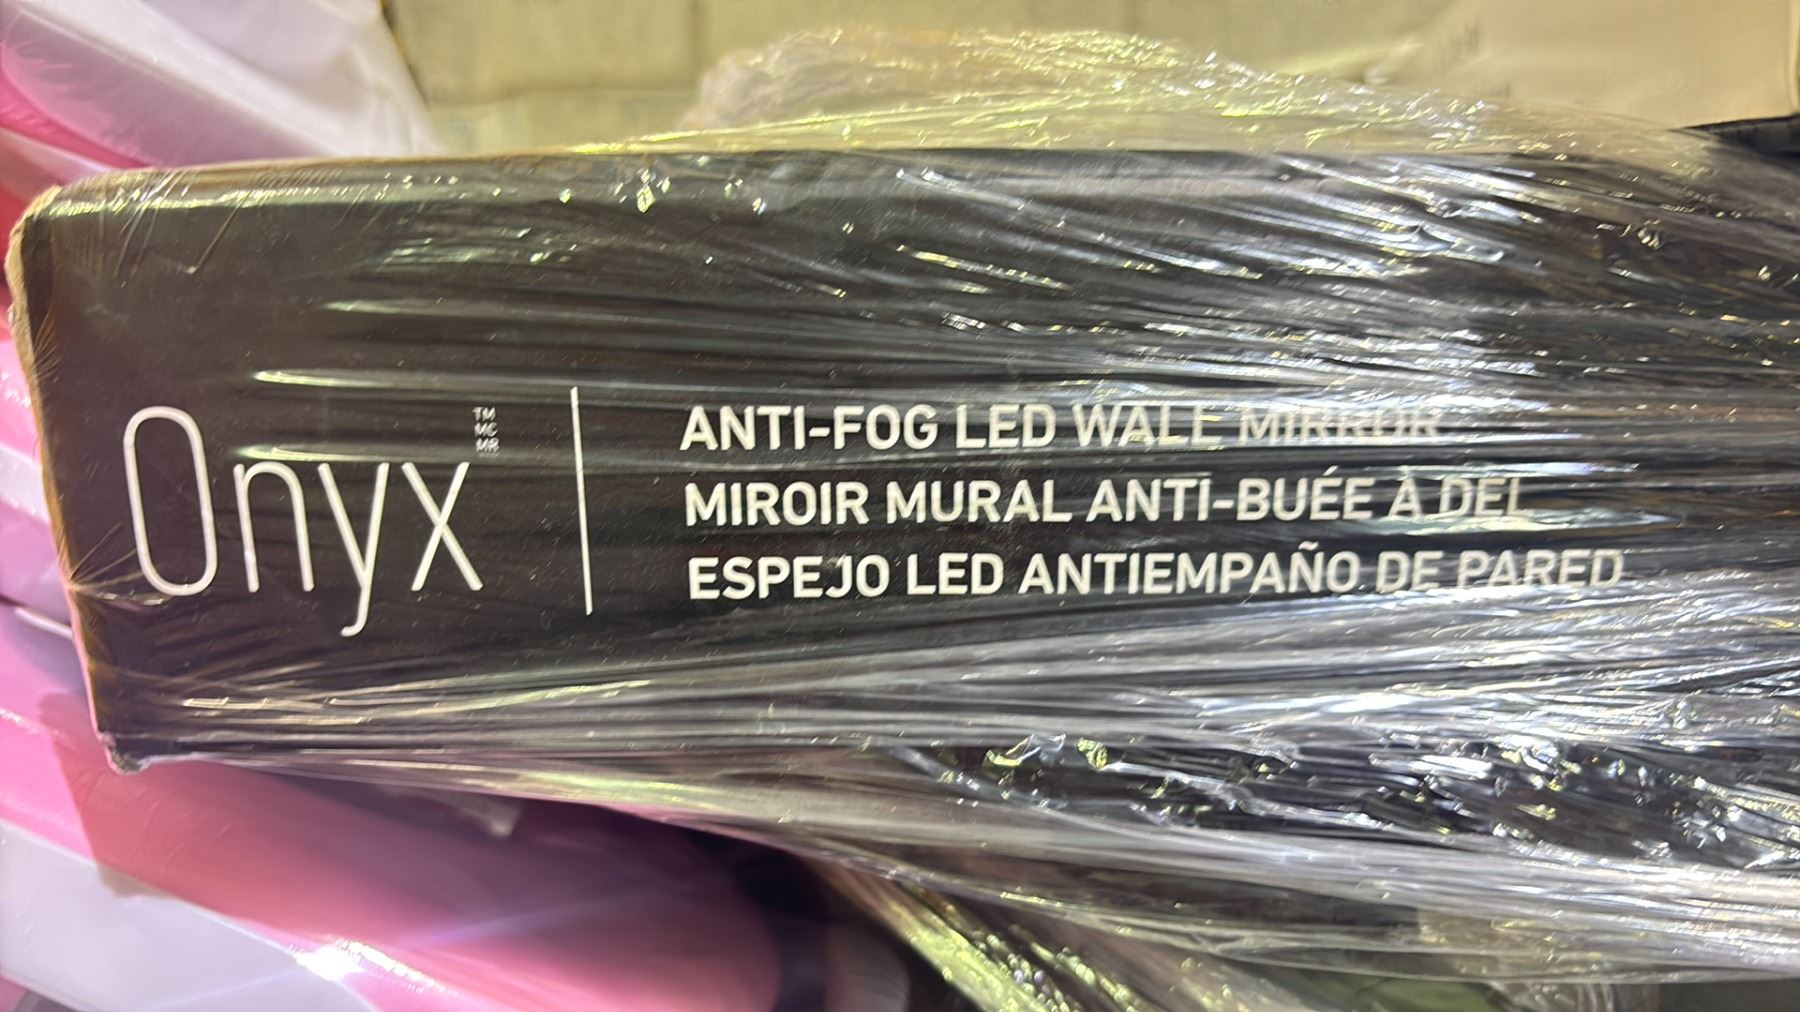 Onyx
TM
MC
MR
ANTI-FOG LED WALL MIRROR
MIROIR MURAL ANTI-BUÉE À DEL
ESPEJO LED ANTIEMPAÑO DE PARED